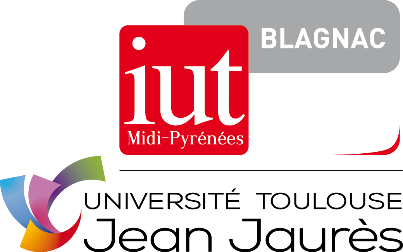 BLAGNAC
iut
Midi-Pyrénées
UNIVERSITÉ TOULOUSE
Jean Jaurès